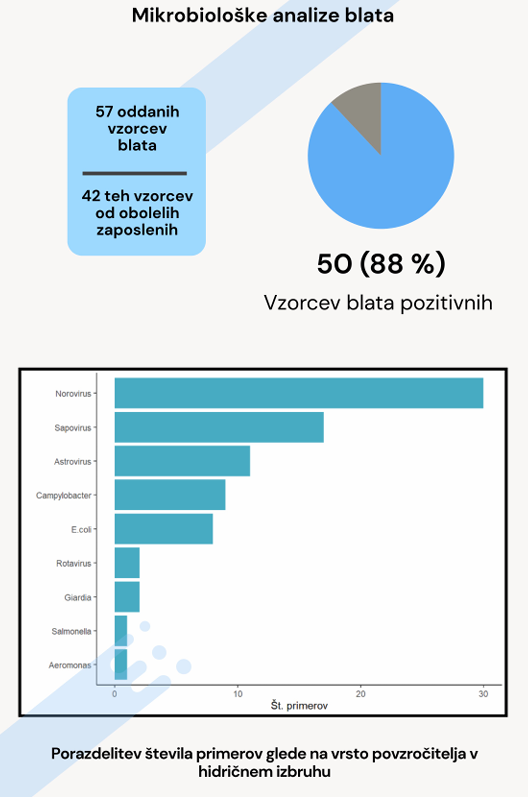 Mikrobiološke analize blata
57 oddanih
vzorcev
blata
42 teh vzorcev
od obolelih
zaposlenih
50 (88 %)
Vzorcev blata pozitivnih
Norovirus
Sapovirus
Astrovirus
Campylobacter
E.coli
Rotavirus
Giardia
Salmonella
Aeromonas
0 10 20 30
Št. primerov
Porazdelitev števila primerov glede na vrsto povzročitelja v
hidričnem izbruhu